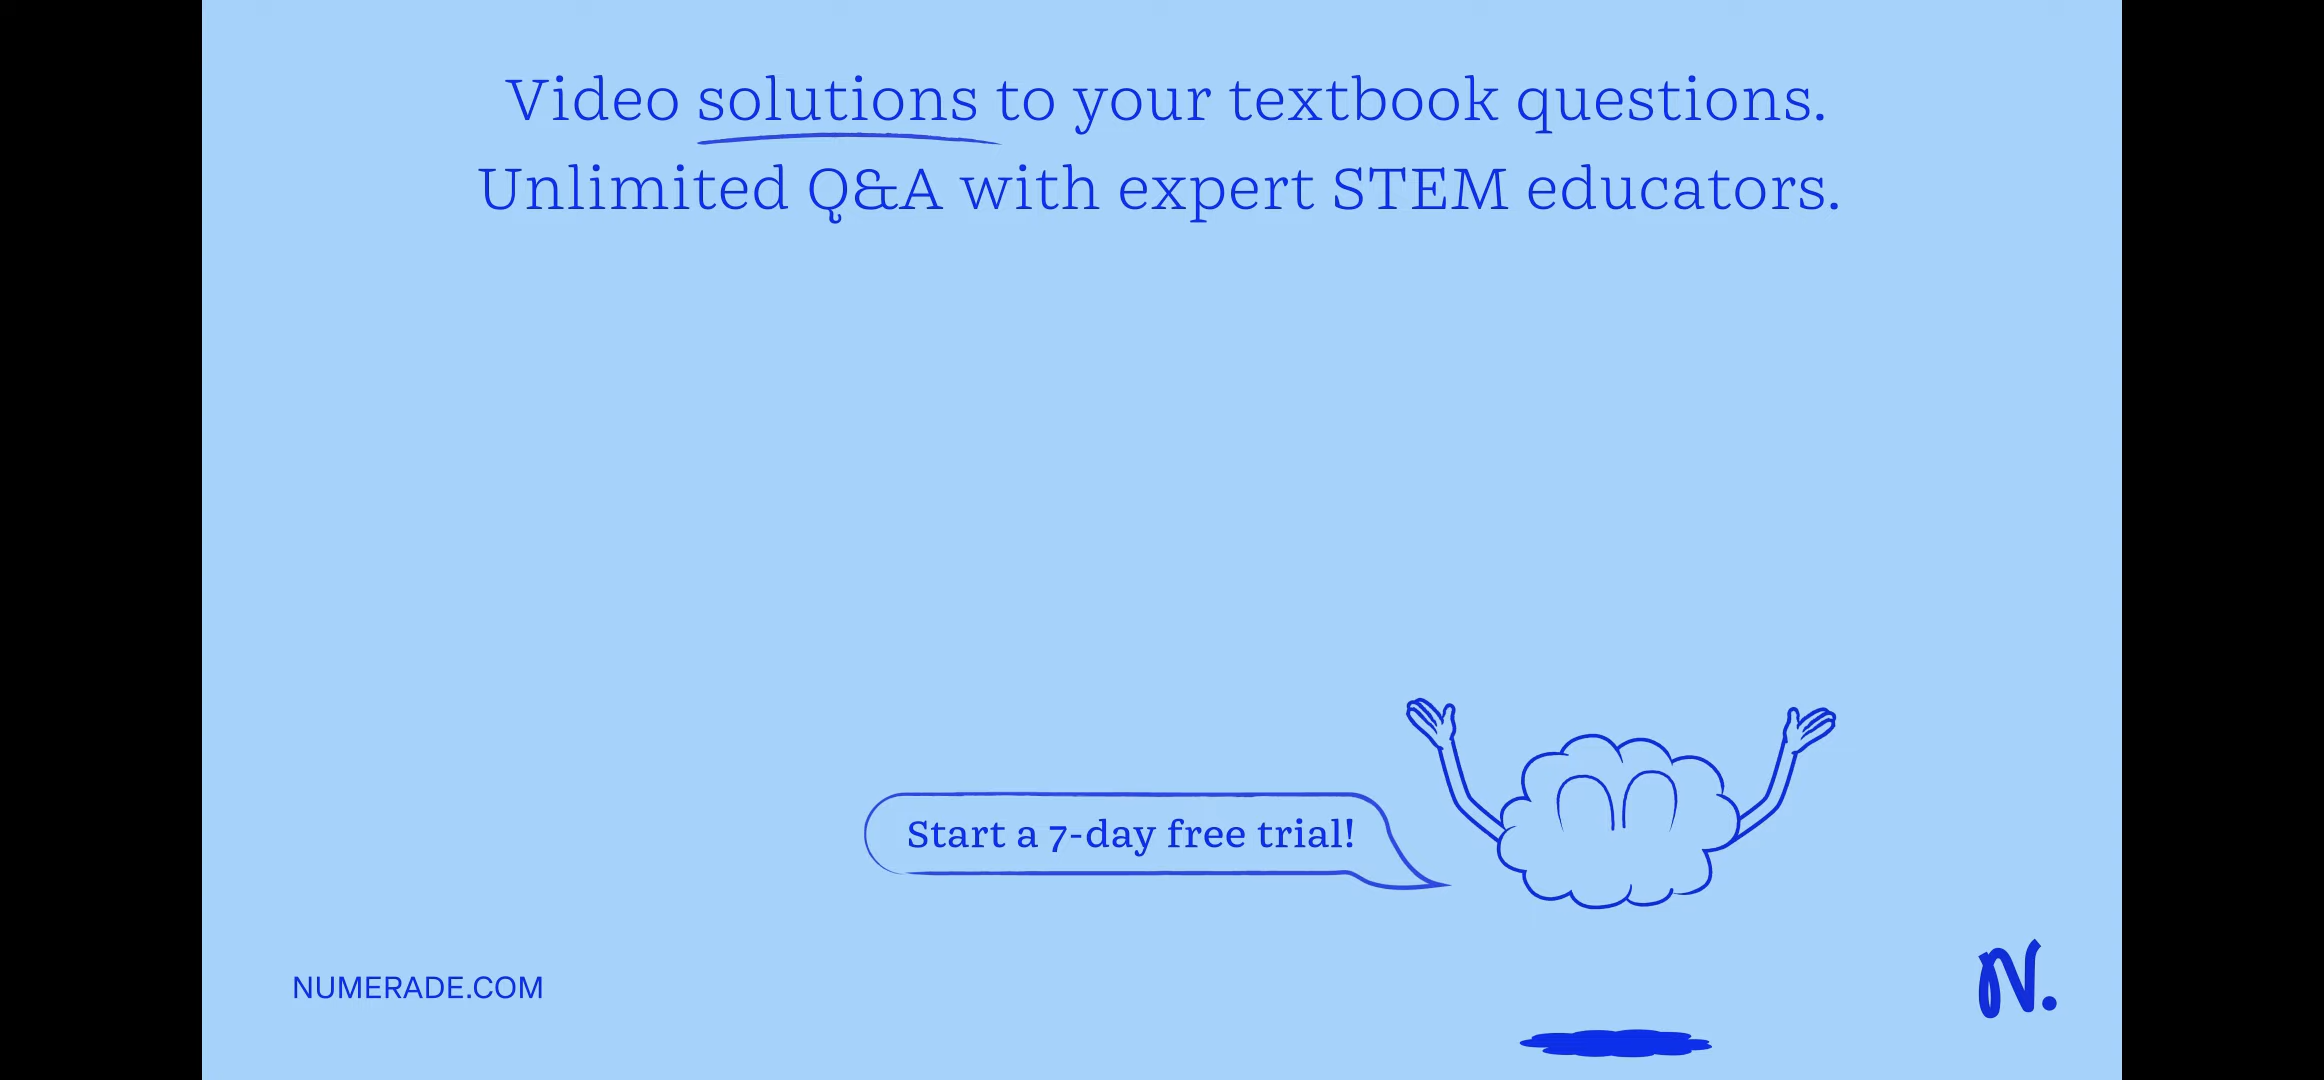 Video solutions to your textbook questions.
Unlimited Q&A with expert STEM educators.
Start a 7-day free trial!
NUMERADE.COM
N.